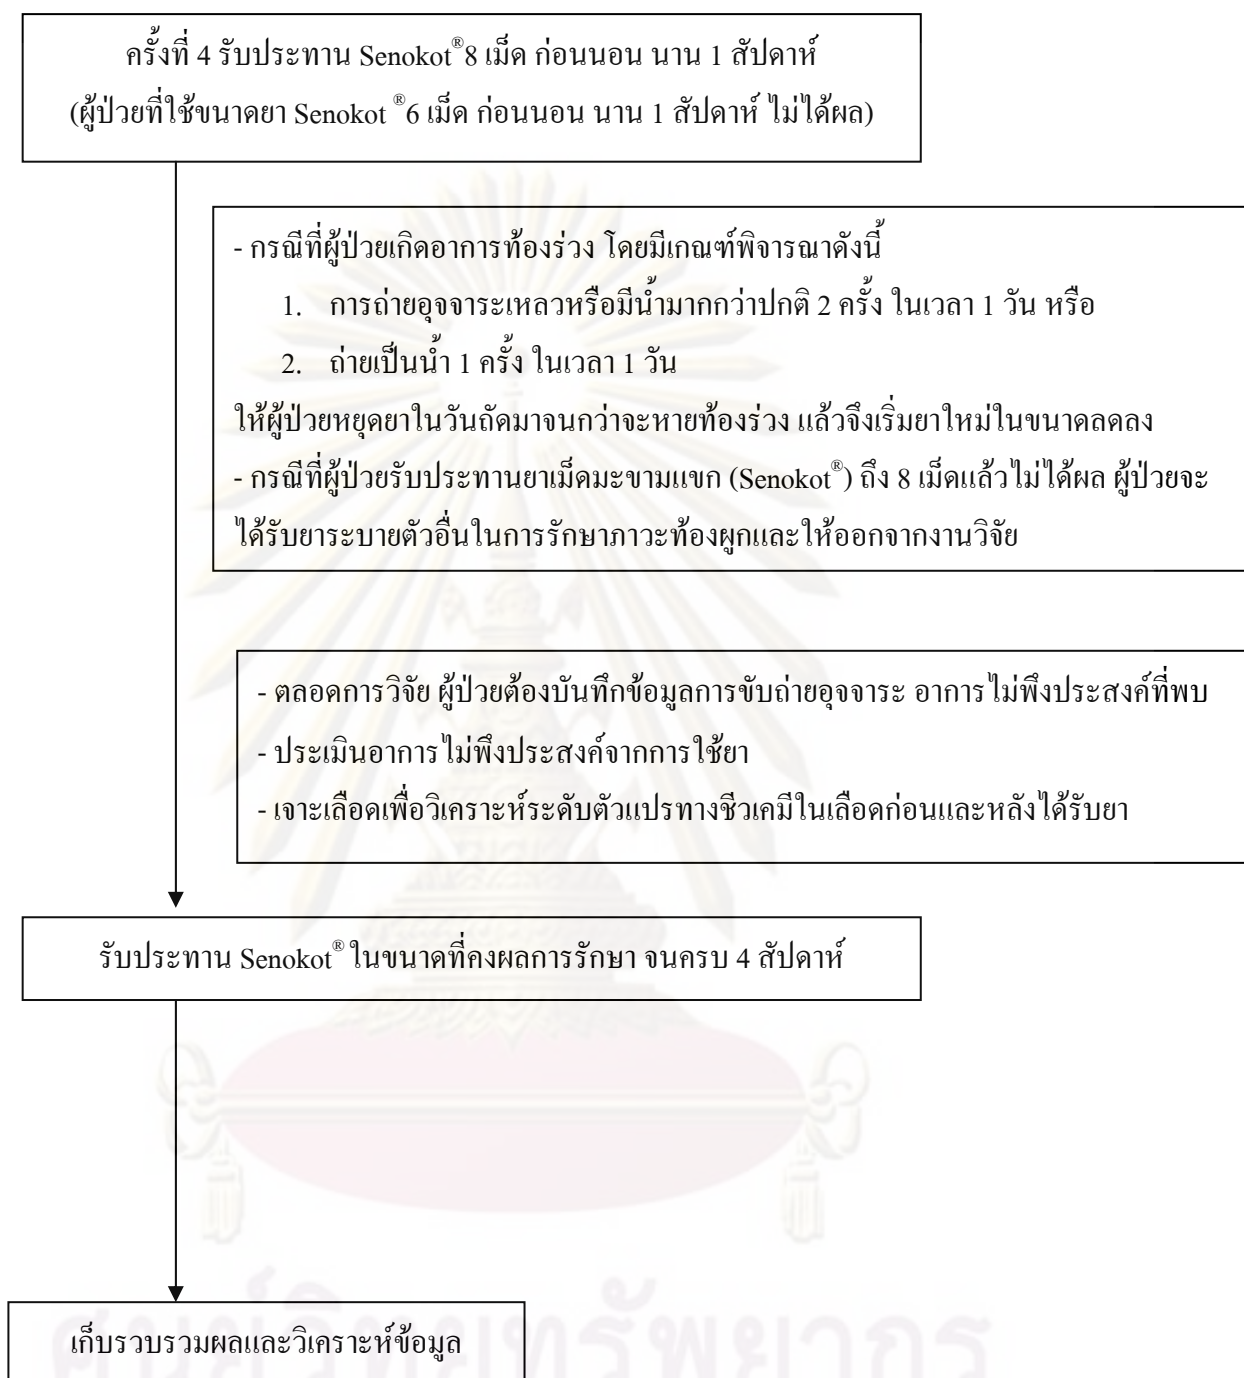 ครั้งที่ 4 รับประทาน Senokot®8 เม็ด ก่อนนอน นาน 1 สัปดาห์
(ผู้ป่วยที่ใช้ขนาดยา Senokot ®6 เม็ด ก่อนนอน นาน 1 สัปดาห์ ไม่ได้ผล)
- กรณีที่ผู้ป่วยเกิดอาการท้องร่วง โดยมีเกณฑ์พิจารณาดังนี้
1. การถ่ายอุจจาระเหลวหรือมีน้ำมากกว่าปกติ 2 ครั้ง ในเวลา 1 วัน หรือ
2. ถ่ายเป็นน้ำ 1 ครั้ง ในเวลา 1 วัน
ให้ผู้ป่วยหยุดยาในวันถัดมาจนกว่าจะหายท้องร่วง แล้วจึงเริ่มยาใหม่ในขนาดลดลง
- กรณีที่ผู้ป่วยรับประทานยาเม็ดมะขามแขก (Senokot®) ถึง 8 เม็ดแล้วไม่ได้ผล ผู้ป่วยจะ
ได้รับยาระบายตัวอื่นในการรักษาภาวะท้องผูกและให้ออกจากงานวิจัย
- ตลอดการวิจัย ผู้ป่วยต้องบันทึกข้อมูลการขับถ่ายอุจจาระ อาการไม่พึงประสงค์ที่พบ
- ประเมินอาการไม่พึงประสงค์จากการใช้ยา
- เจาะเลือดเพื่อวิเคราะห์ระดับตัวแปรทางชีวเคมีในเลือดก่อนและหลังได้รับยา
รับประทาน Senokot® ในขนาดที่คงผลการรักษา จนครบ 4 สัปดาห์
เก็บรวบรวมผลและวิเคราะห์ข้อมูล
ศูนย์วิทยทรัพยากร